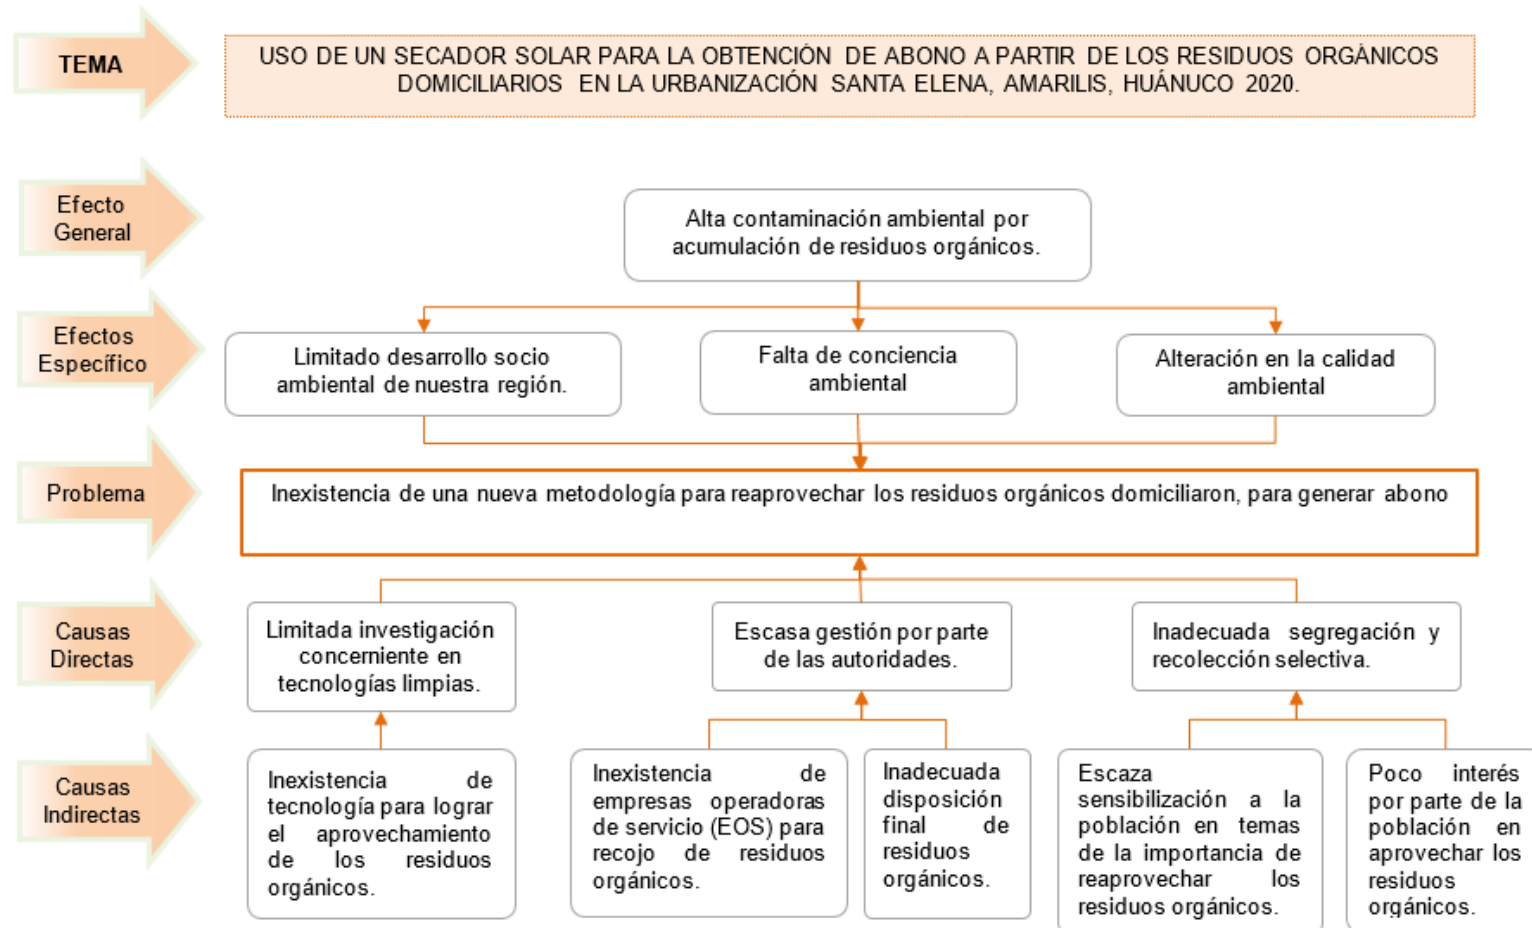 TEMA
USO DE UN SECADOR SOLAR PARA LA OBTENCIÓN DE ABONO A PARTIR DE LOS RESIDUOS ORGÁNICOS
DOMICILIARIOS EN LA URBANIZACIÓN SANTA ELENA, AMARILIS, HUÁNUCO 2020.
Efecto
General
Alta contaminación ambiental por
acumulación de residuos orgánicos.
Efectos
Específico
Limitado desarrollo socio
ambiental de nuestra región.
Falta de conciencia
ambiental
Alteración en la calidad
ambiental
Problema
Inexistencia de una nueva metodología para reaprovechar los residuos orgánicos domiciliaron, para generar abono
Causas
Directas
Limitada investigación
concerniente en
tecnologías limpias.
Escasa gestión por parte
de las autoridades.
Inadecuada segregación y
recolección selectiva.
Causas
Indirectas
Inexistencia de
tecnología para lograr
el aprovechamiento
de los residuos
orgánicos.
Inexistencia de
empresas operadoras
de servicio (EOS) para
recojo de residuos
orgánicos.
Inadecuada
disposición
final de
residuos
orgánicos.
Escaza
sensibilización a la
población en temas
de la importancia de
reaprovechar los
residuos orgánicos.
Poco interés
por parte de la
población en
aprovechar los
residuos
orgánicos.